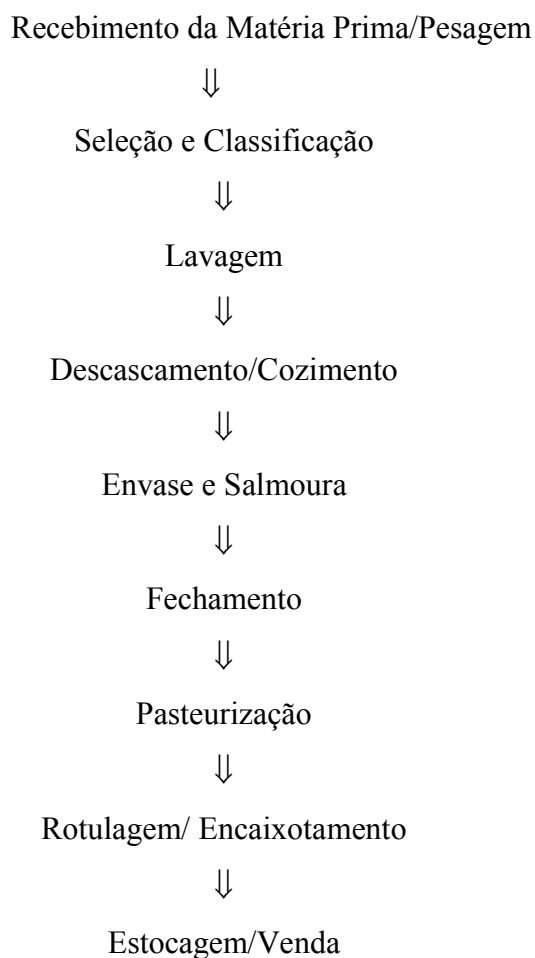 Recebimento da Matéria Prima/Pesagem
⇓
Seleção e Classificação
⇓
Lavagem
⇓
Descascamento/Cozimento
⇓
Envase e Salmoura
⇓
Fechamento
⇓
Pasteurização
⇓
Rotulagem/ Encaixotamento
⇓
Estocagem/Venda